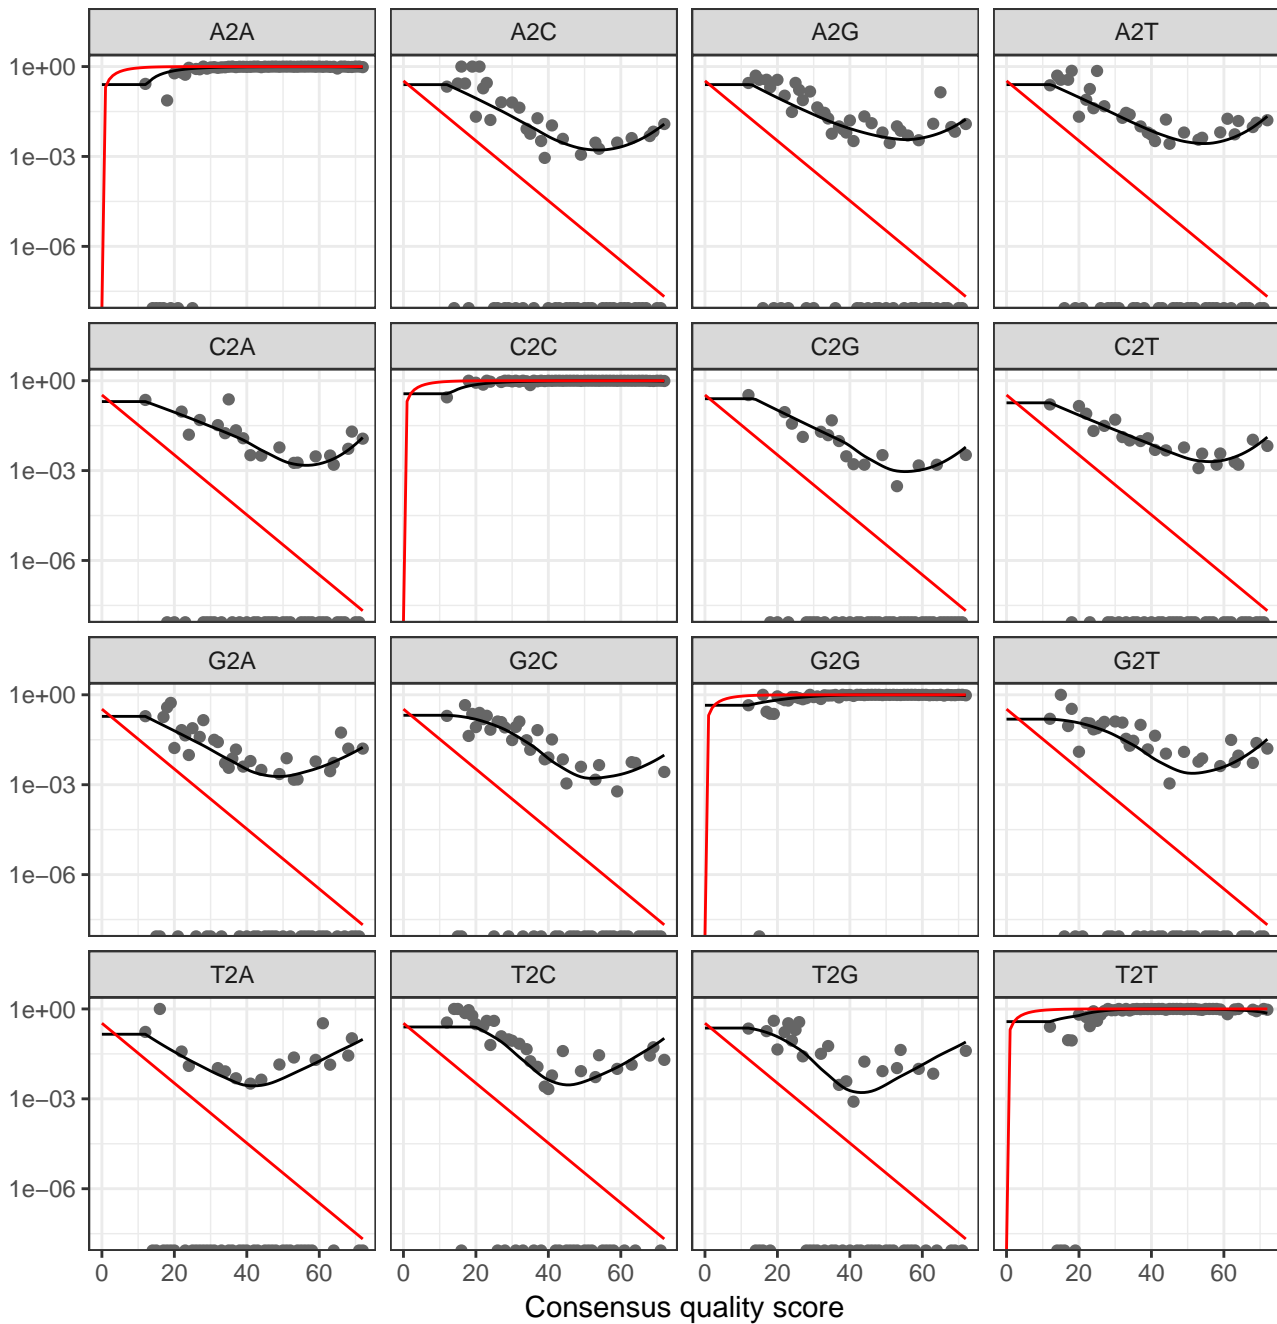 A2A A2C A2G A2T
1e+00
1e−03
1e−06
C2A C2C C2G C2T
1e+00
1e−03
1e−06
G2A G2C G2G G2T
1e+00
1e−03
1e−06
T2A T2C T2G T2T
1e+00
1e−03
1e−06
0 20 40 60 0 20 40 60 0 20 40 60 0 20 40 60
Consensus quality score